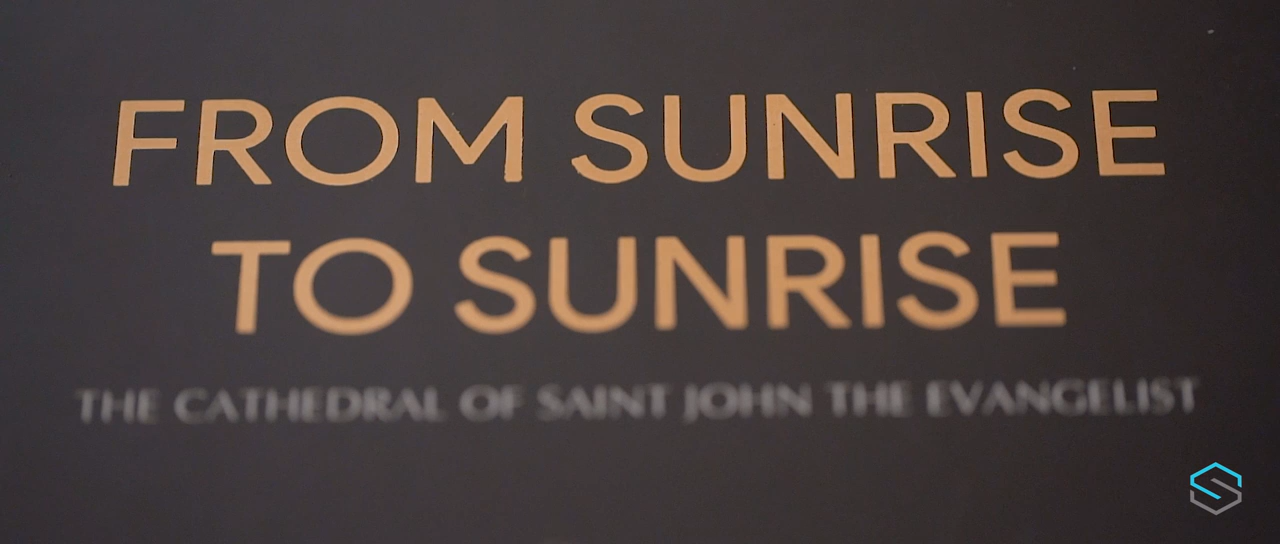 FROM SUNRISE
TO SUNRISE
THE CATHEDRAL OF SAINT JOHN THE EVANGELIST